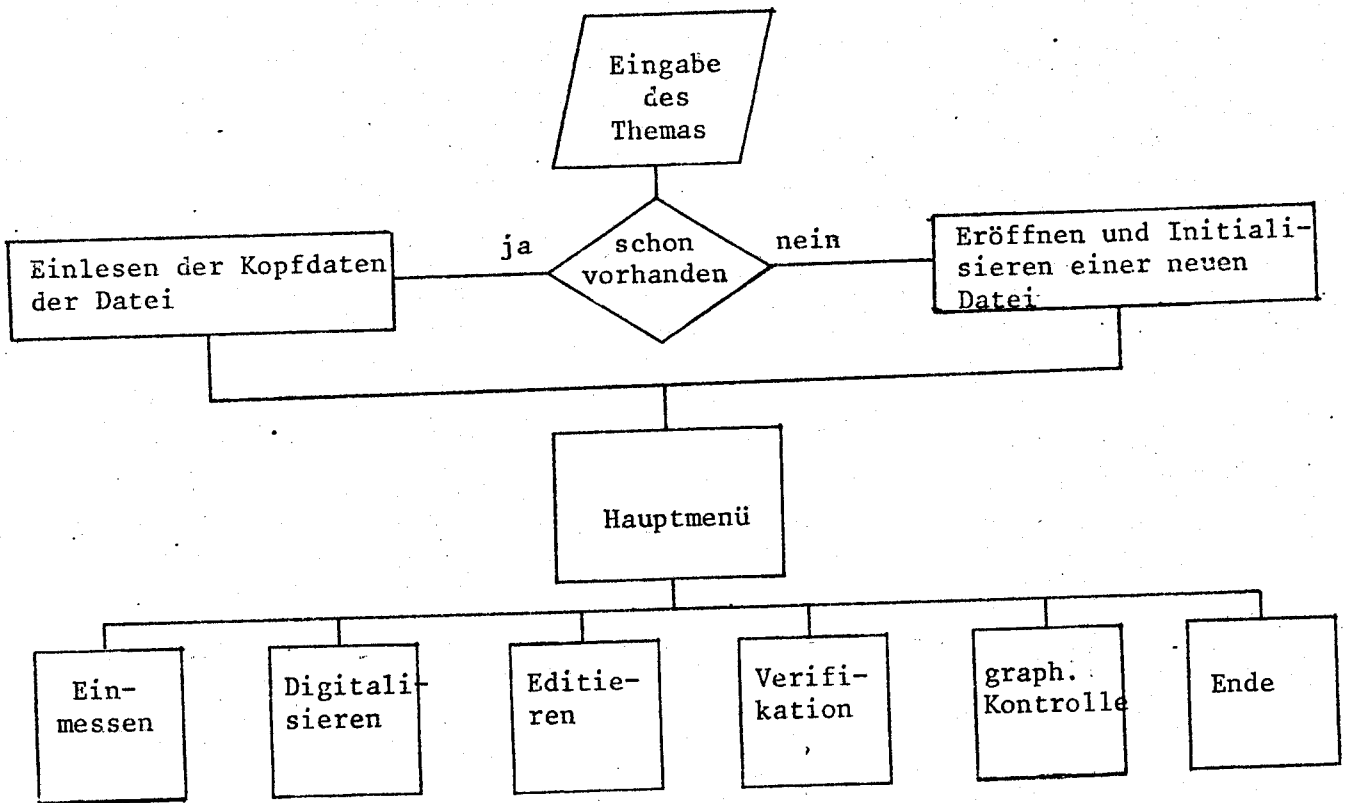 Eingabe
des
Themas
ja
schon
vorhanden
nein
Einlesen der Kopfdaten
der Datei
Eröffnen und Initiali-
sieren einer neuen
Datei
Hauptmenü
Ein-
messen
Digitali-
sieren
Editie-
ren
Verifi-
kation
graph.
Kontrolle
Ende